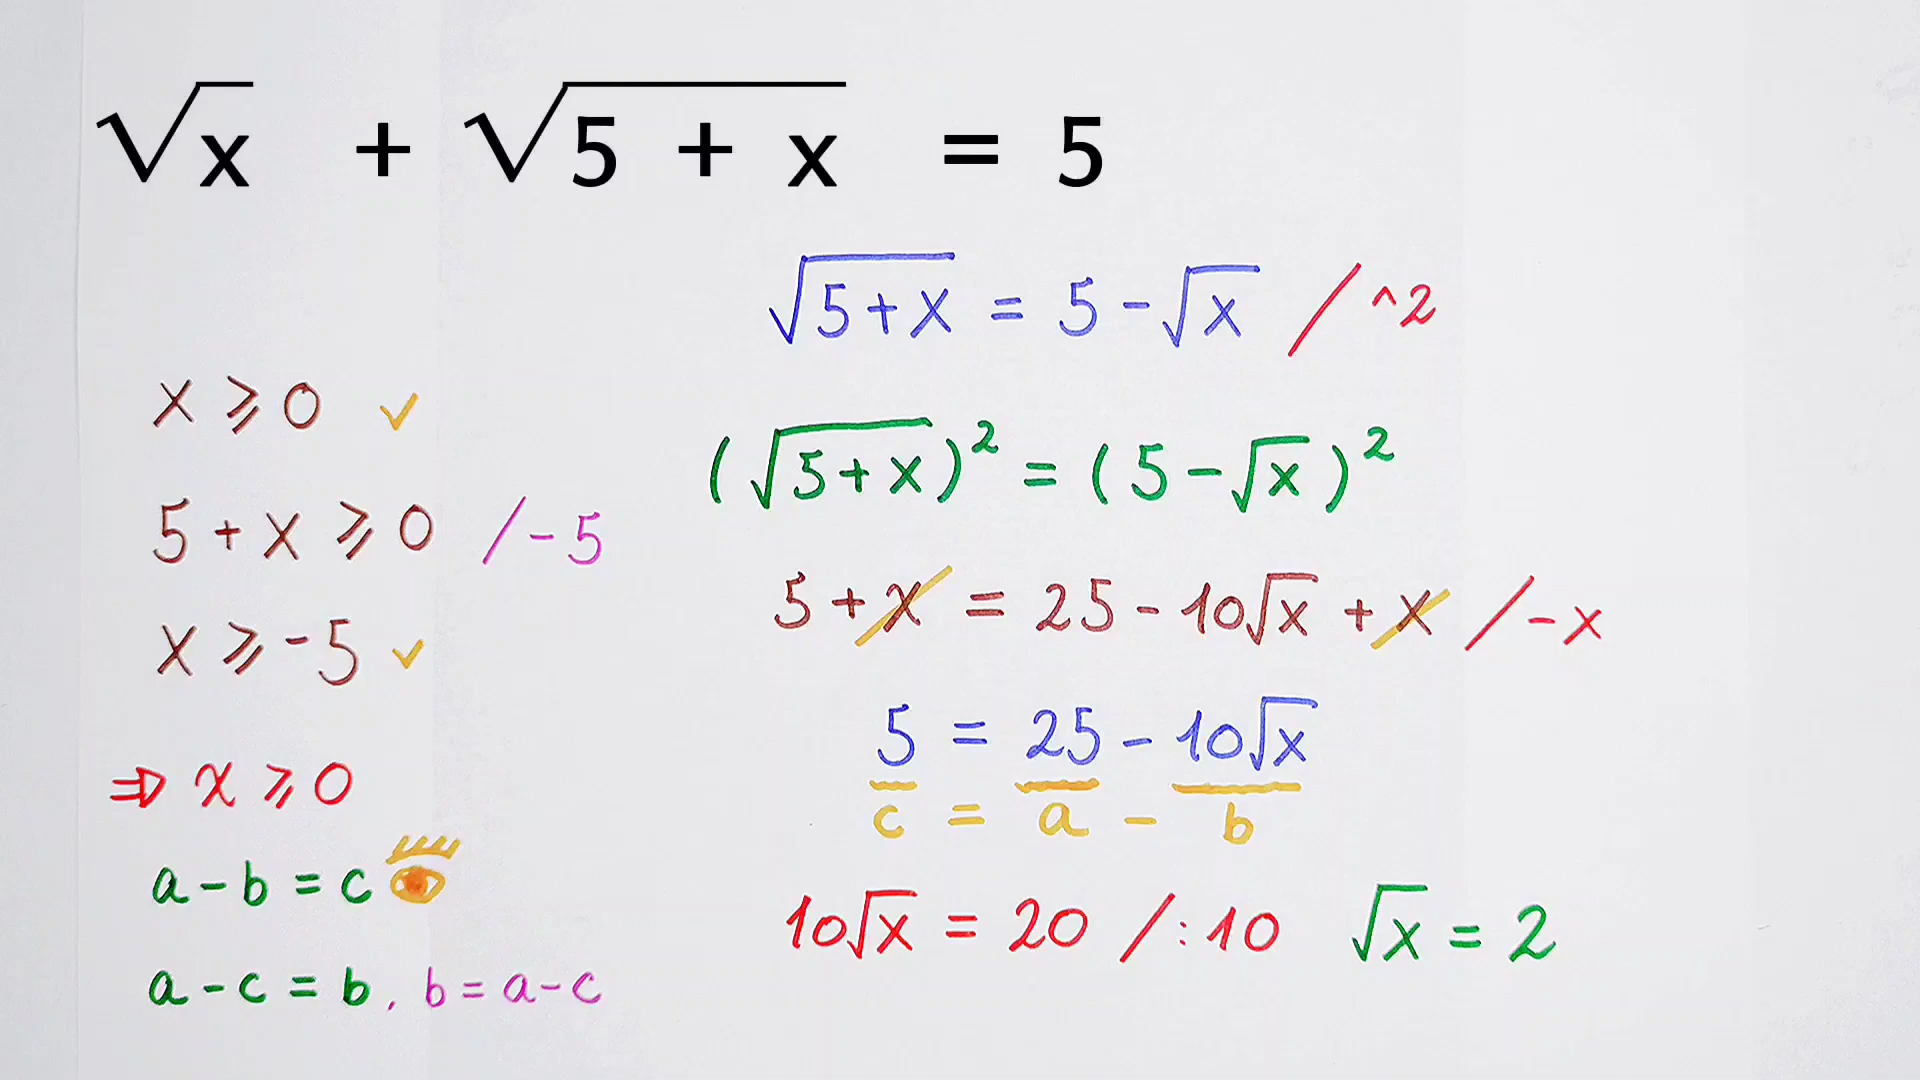 √x + √(5 + x) = 5
√(5+x) = 5-√x / ^2
x ⩾ 0 ✓
(√(5+x))² = (5-√x)²
5+x ⩾ 0 /-5
5+x = 25-10√x+x /-x
x ⩾ -5 ✓
5 = 25-10√x
c = a - b
⇒ x ⩾ 0
a-b = c
10√x = 20 /:10 √x = 2
a-c = b, b = a-c